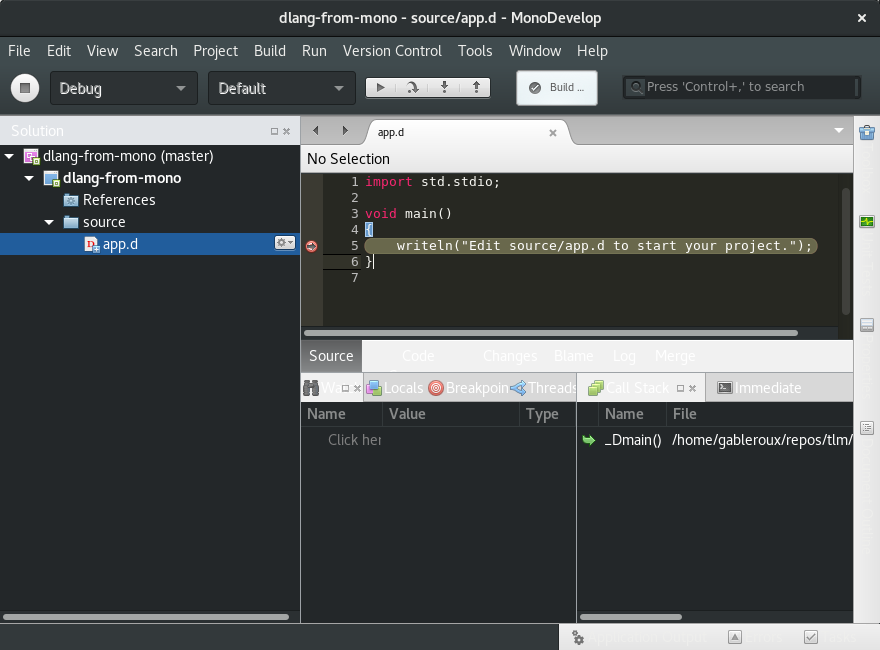 dlang-from-mono - source/app.d - MonoDevelop
File Edit View Search Project Build Run Version Control Tools Window Help
Debug Default Build ... Press 'Control+,' to search
Solution
dlang-from-mono (master)
dlang-from-mono
References
source
app.d
app.d
No Selection
1 import std.stdio;
2
3 void main()
4 {
5 writeln("Edit source/app.d to start your project.");
6 }
7
Source Code Changes Blame Log Merge
Locals Breakpoin Threads Call Stack Immediate
Name Value Type
Click her
Name File
_Dmain() /home/gableroux/repos/tlm/